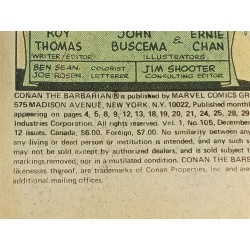 ROY THOMAS
WRITER/EDITOR
JOHN BUSCEMA & ERNIE CHAN
ILLUSTRATORS
BEN SEAN COLORIST
JOE ROSEN, LETTERER
JIM SHOOTER
CONSULTING EDITOR
CONAN THE BARBARIAN® is published by MARVEL COMICS GR
575 MADISON AVENUE, NEW YORK, N.Y. 10022. Published month
appearing on pages 4, 5, 8, 9, 12, 13, 18, 19, 20, 21, 24, 25, 28, 29
Industries Corporation. All rights reserved. Vol. 1, No. 105, December
12 issues. Canada, $6.00. Foreign, $7.00. No similarity between any
any living or dead person or institution is intended, and any such s
may not be sold except by authorized dealers, and is sold subject t
markings removed, nor in a mutilated condition. CONAN THE BARB
likenesses thereof, are trademarks of Conan Properties, Inc. and are
additional mailing offices.